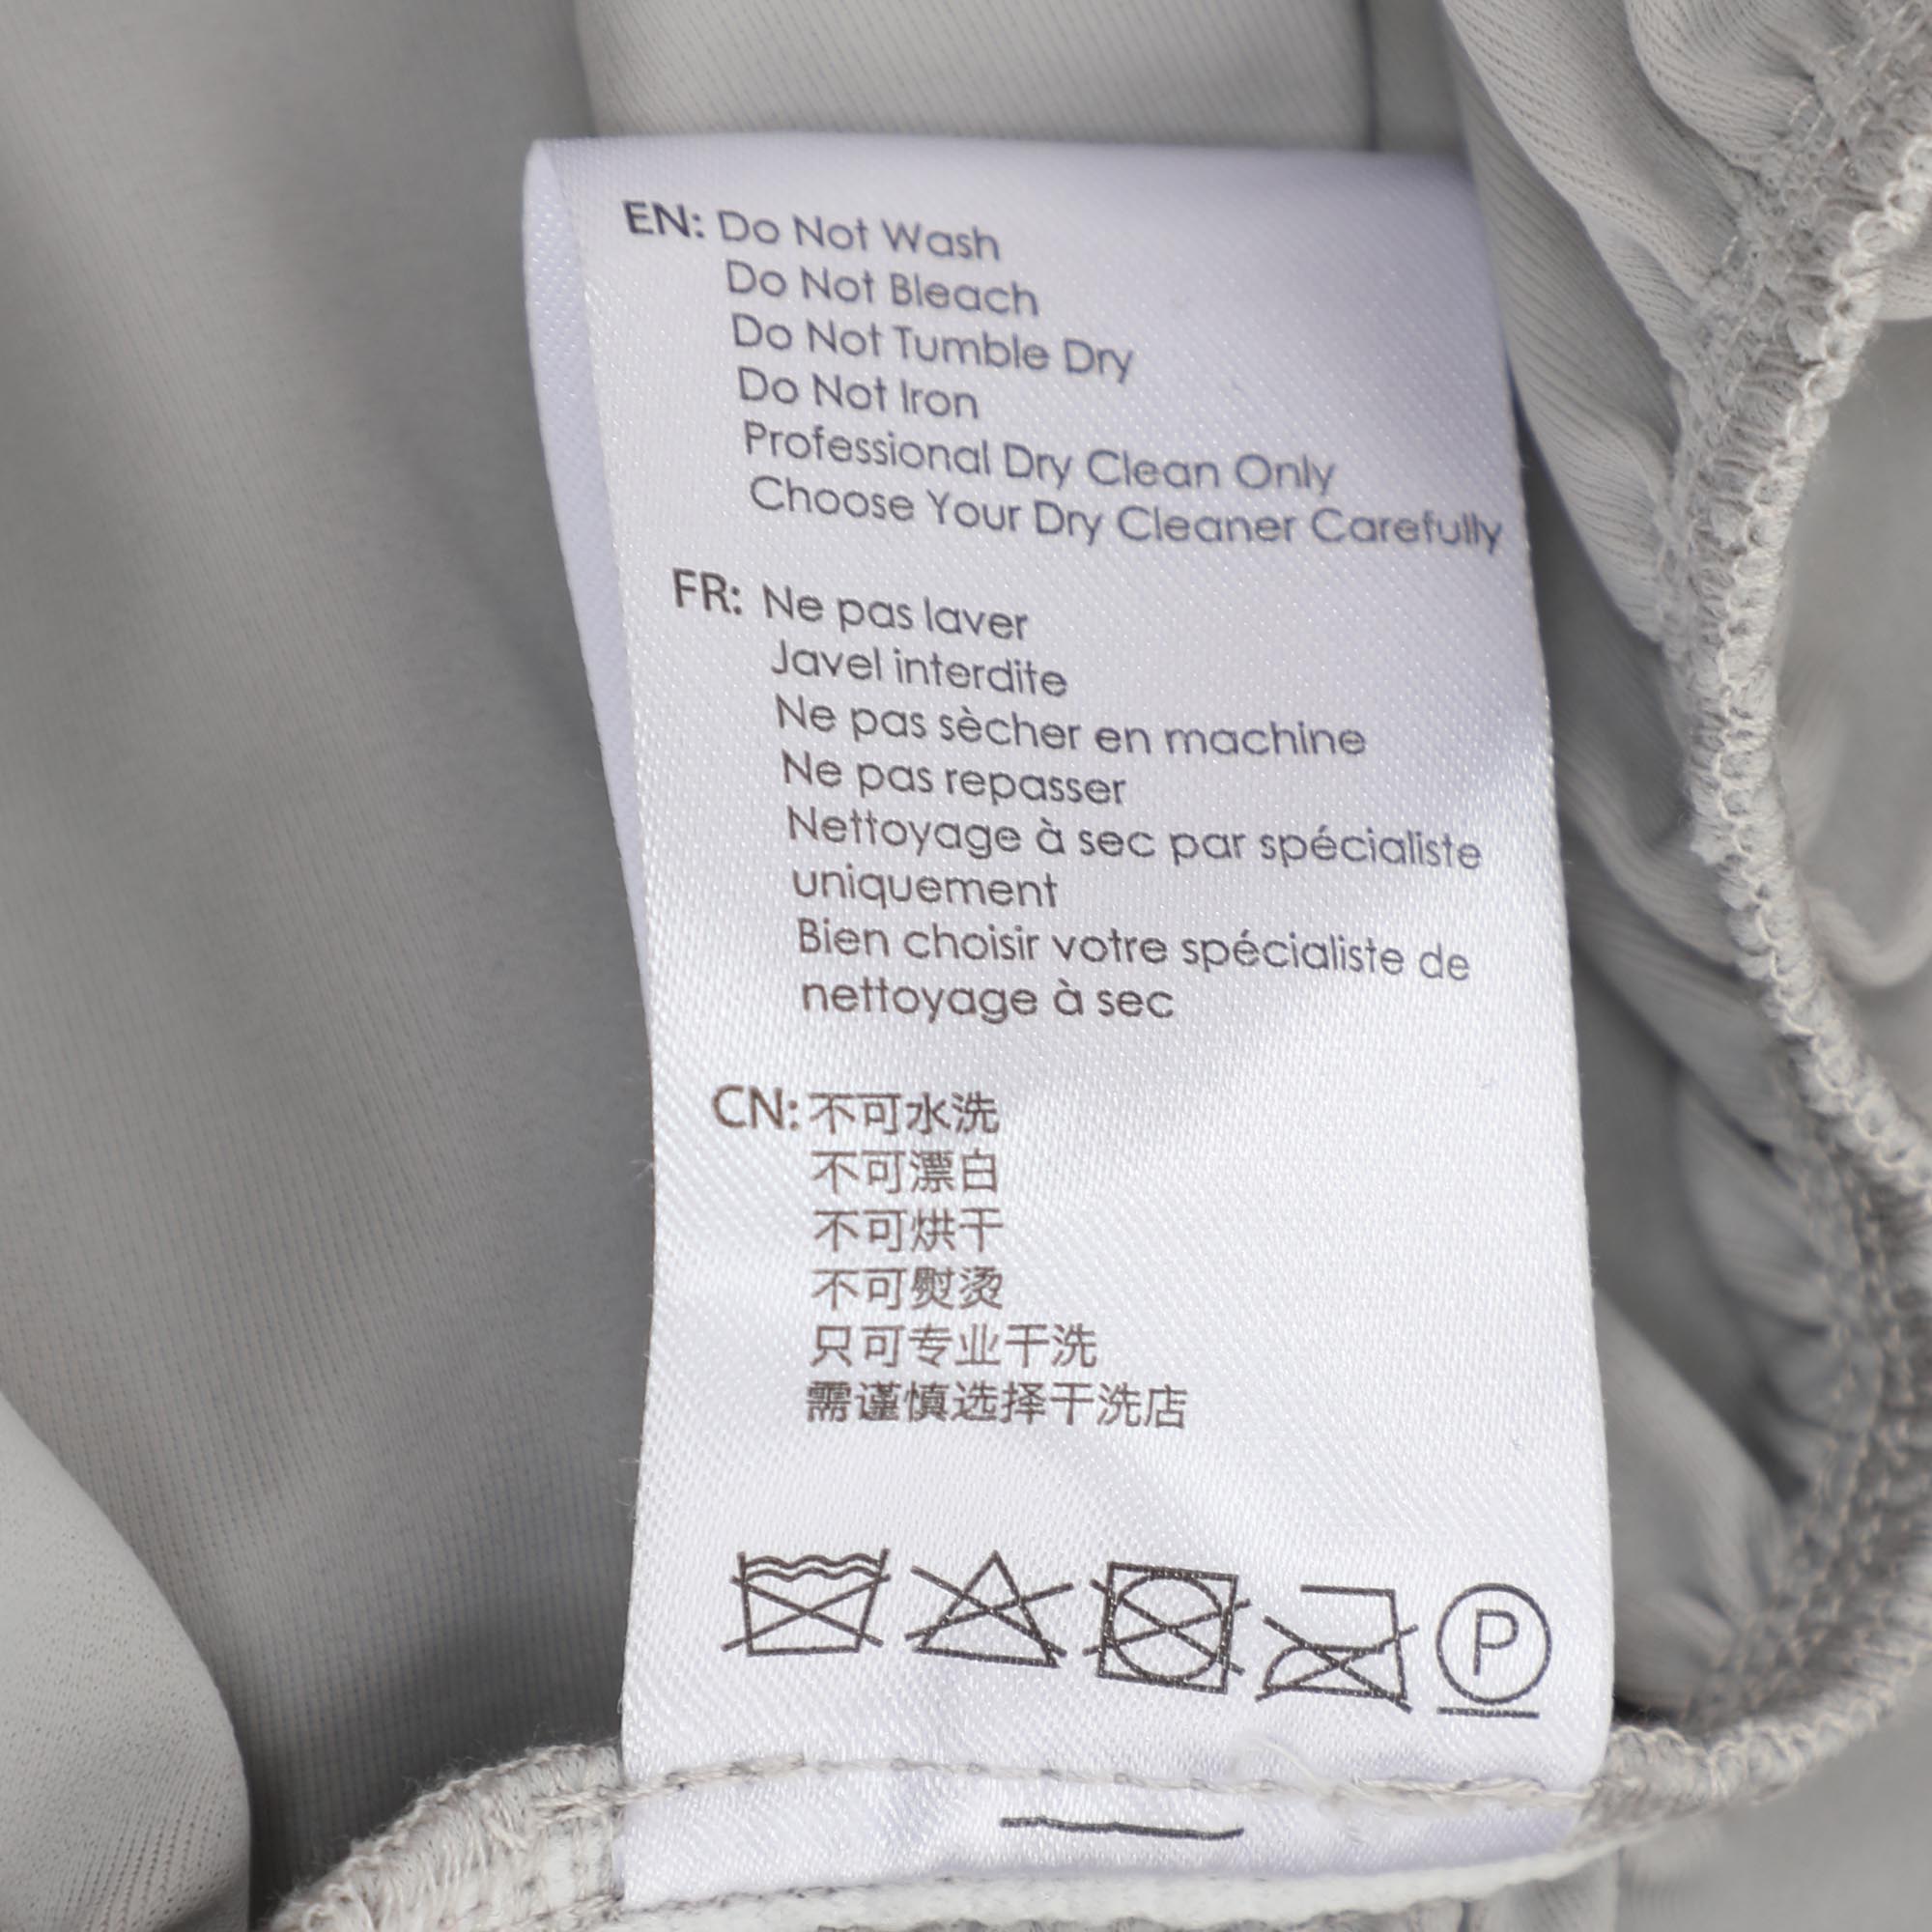 EN: Do Not Wash
Do Not Bleach
Do Not Tumble Dry
Do Not Iron
Professional Dry Clean Only
Choose Your Dry Cleaner Carefully
FR: Ne pas laver
Javel interdite
Ne pas sècher en machine
Ne pas repasser
Nettoyage à sec par spécialiste
uniquement
Bien choisir votre spécialiste de
nettoyage à sec
CN: 不可水洗
不可漂白
不可烘干
不可熨烫
只可专业干洗
需谨慎选择干洗店
P